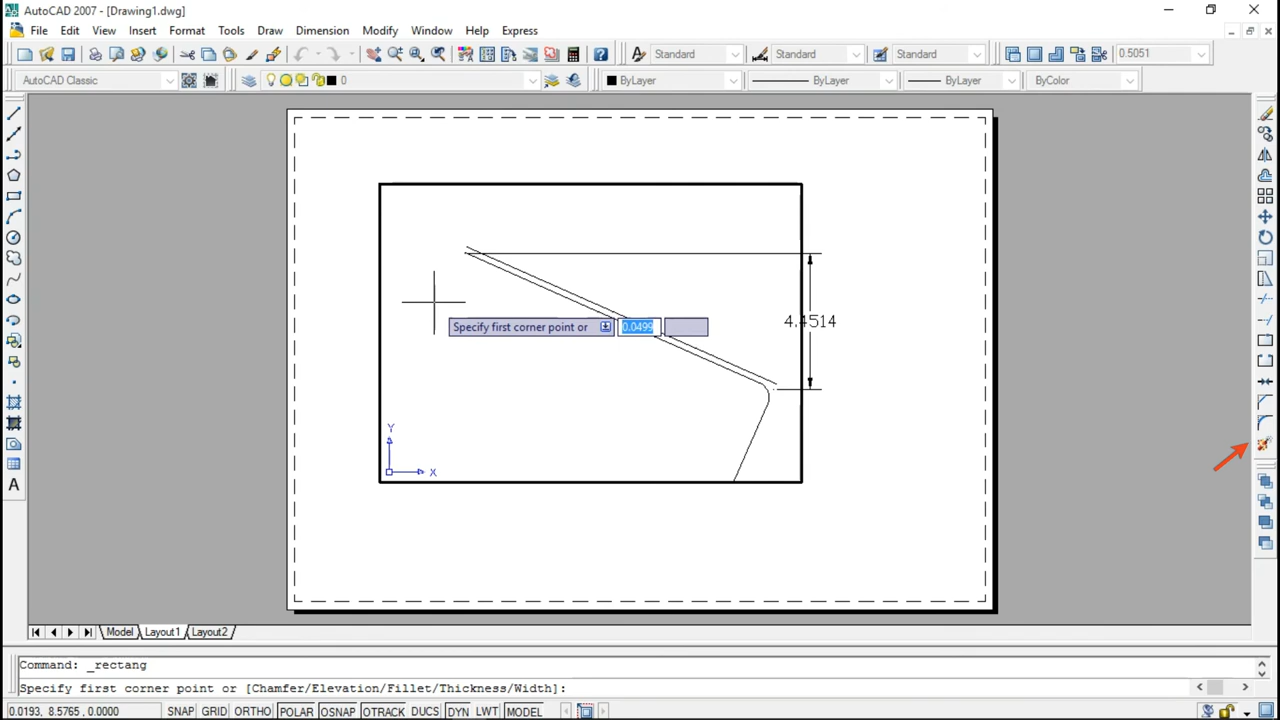 AutoCAD 2007 - [Drawing1.dwg]
File Edit View Insert Format Tools Draw Dimension Modify Window Help Express
Standard Standard Standard 0.5051
AutoCAD Classic 0 ByLayer ByLayer ByLayer ByColor
4.4514
Specify first corner point or 0.0499
Y
X
A
Model Layout1 Layout2
Command: _rectang
Specify first corner point or [Chamfer/Elevation/Fillet/Thickness/Width]:
0.0193, 8.5765, 0.0000 SNAP GRID ORTHO POLAR OSNAP OTRACK DUCS DYN LWT MODEL